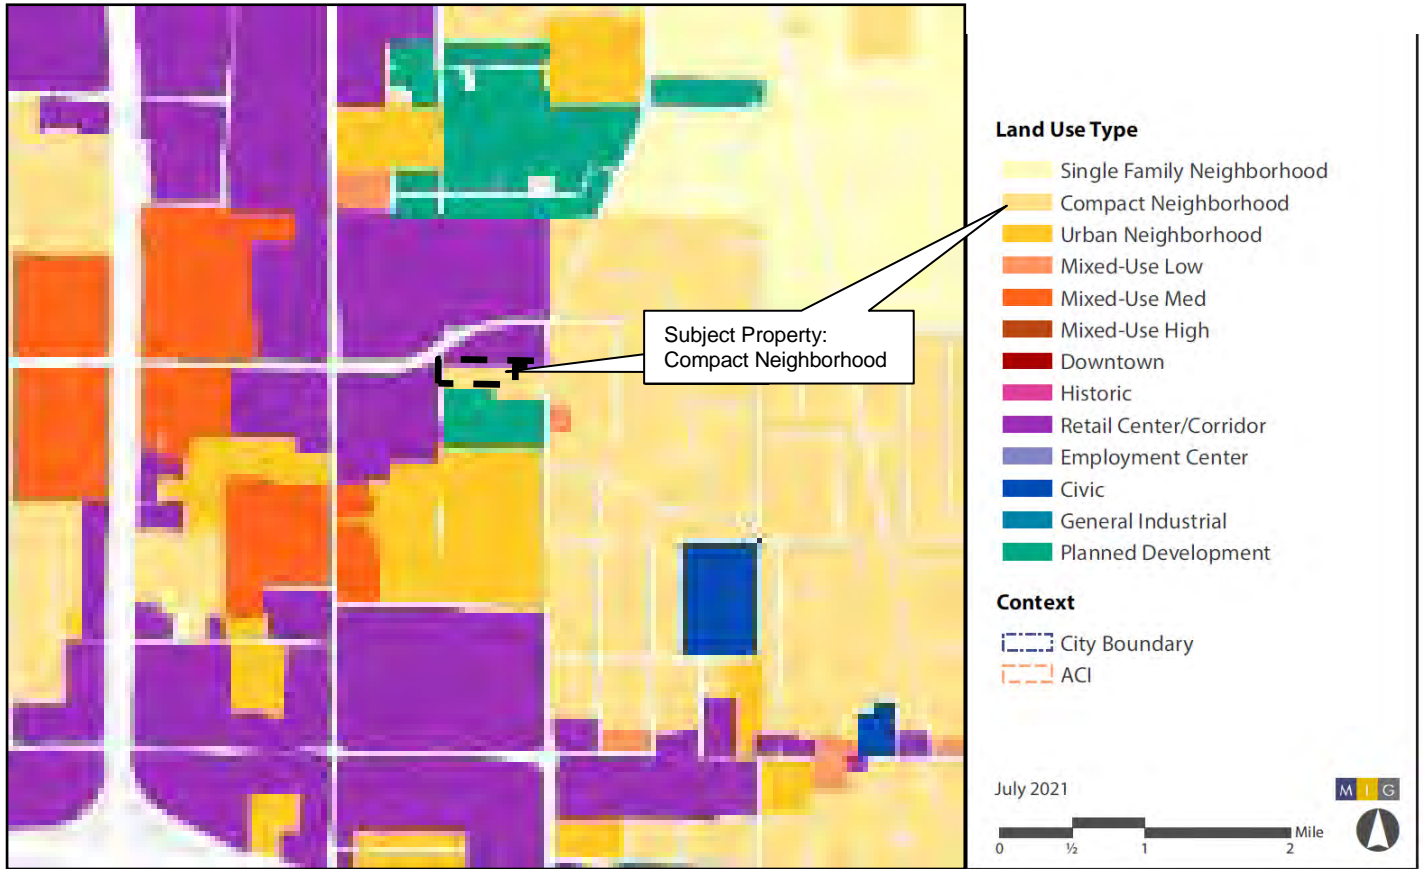 Subject Property:
Compact Neighborhood
Land Use Type
Single Family Neighborhood
Compact Neighborhood
Urban Neighborhood
Mixed-Use Low
Mixed-Use Med
Mixed-Use High
Downtown
Historic
Retail Center/Corridor
Employment Center
Civic
General Industrial
Planned Development
Context
City Boundary
ACI
July 2021
M I G
Mile
0 ½ 1 2